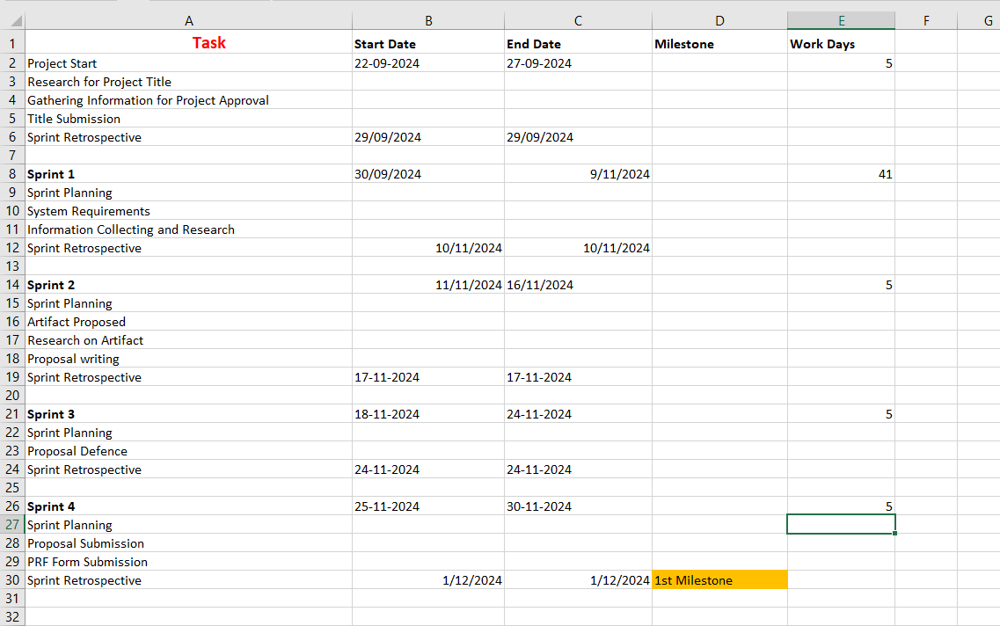 A B C D E F G
1 Task Start Date End Date Milestone Work Days
2 Project Start 22-09-2024 27-09-2024 5
3 Research for Project Title
4 Gathering Information for Project Approval
5 Title Submission
6 Sprint Retrospective 29/09/2024 29/09/2024
7
8 Sprint 1 30/09/2024 9/11/2024 41
9 Sprint Planning
10 System Requirements
11 Information Collecting and Research
12 Sprint Retrospective 10/11/2024 10/11/2024
13
14 Sprint 2 11/11/2024 16/11/2024 5
15 Sprint Planning
16 Artifact Proposed
17 Research on Artifact
18 Proposal writing
19 Sprint Retrospective 17-11-2024 17-11-2024
20
21 Sprint 3 18-11-2024 24-11-2024 5
22 Sprint Planning
23 Proposal Defence
24 Sprint Retrospective 24-11-2024 24-11-2024
25
26 Sprint 4 25-11-2024 30-11-2024 5
27 Sprint Planning
28 Proposal Submission
29 PRF Form Submission
30 Sprint Retrospective 1/12/2024 1/12/2024 1st Milestone
31
32